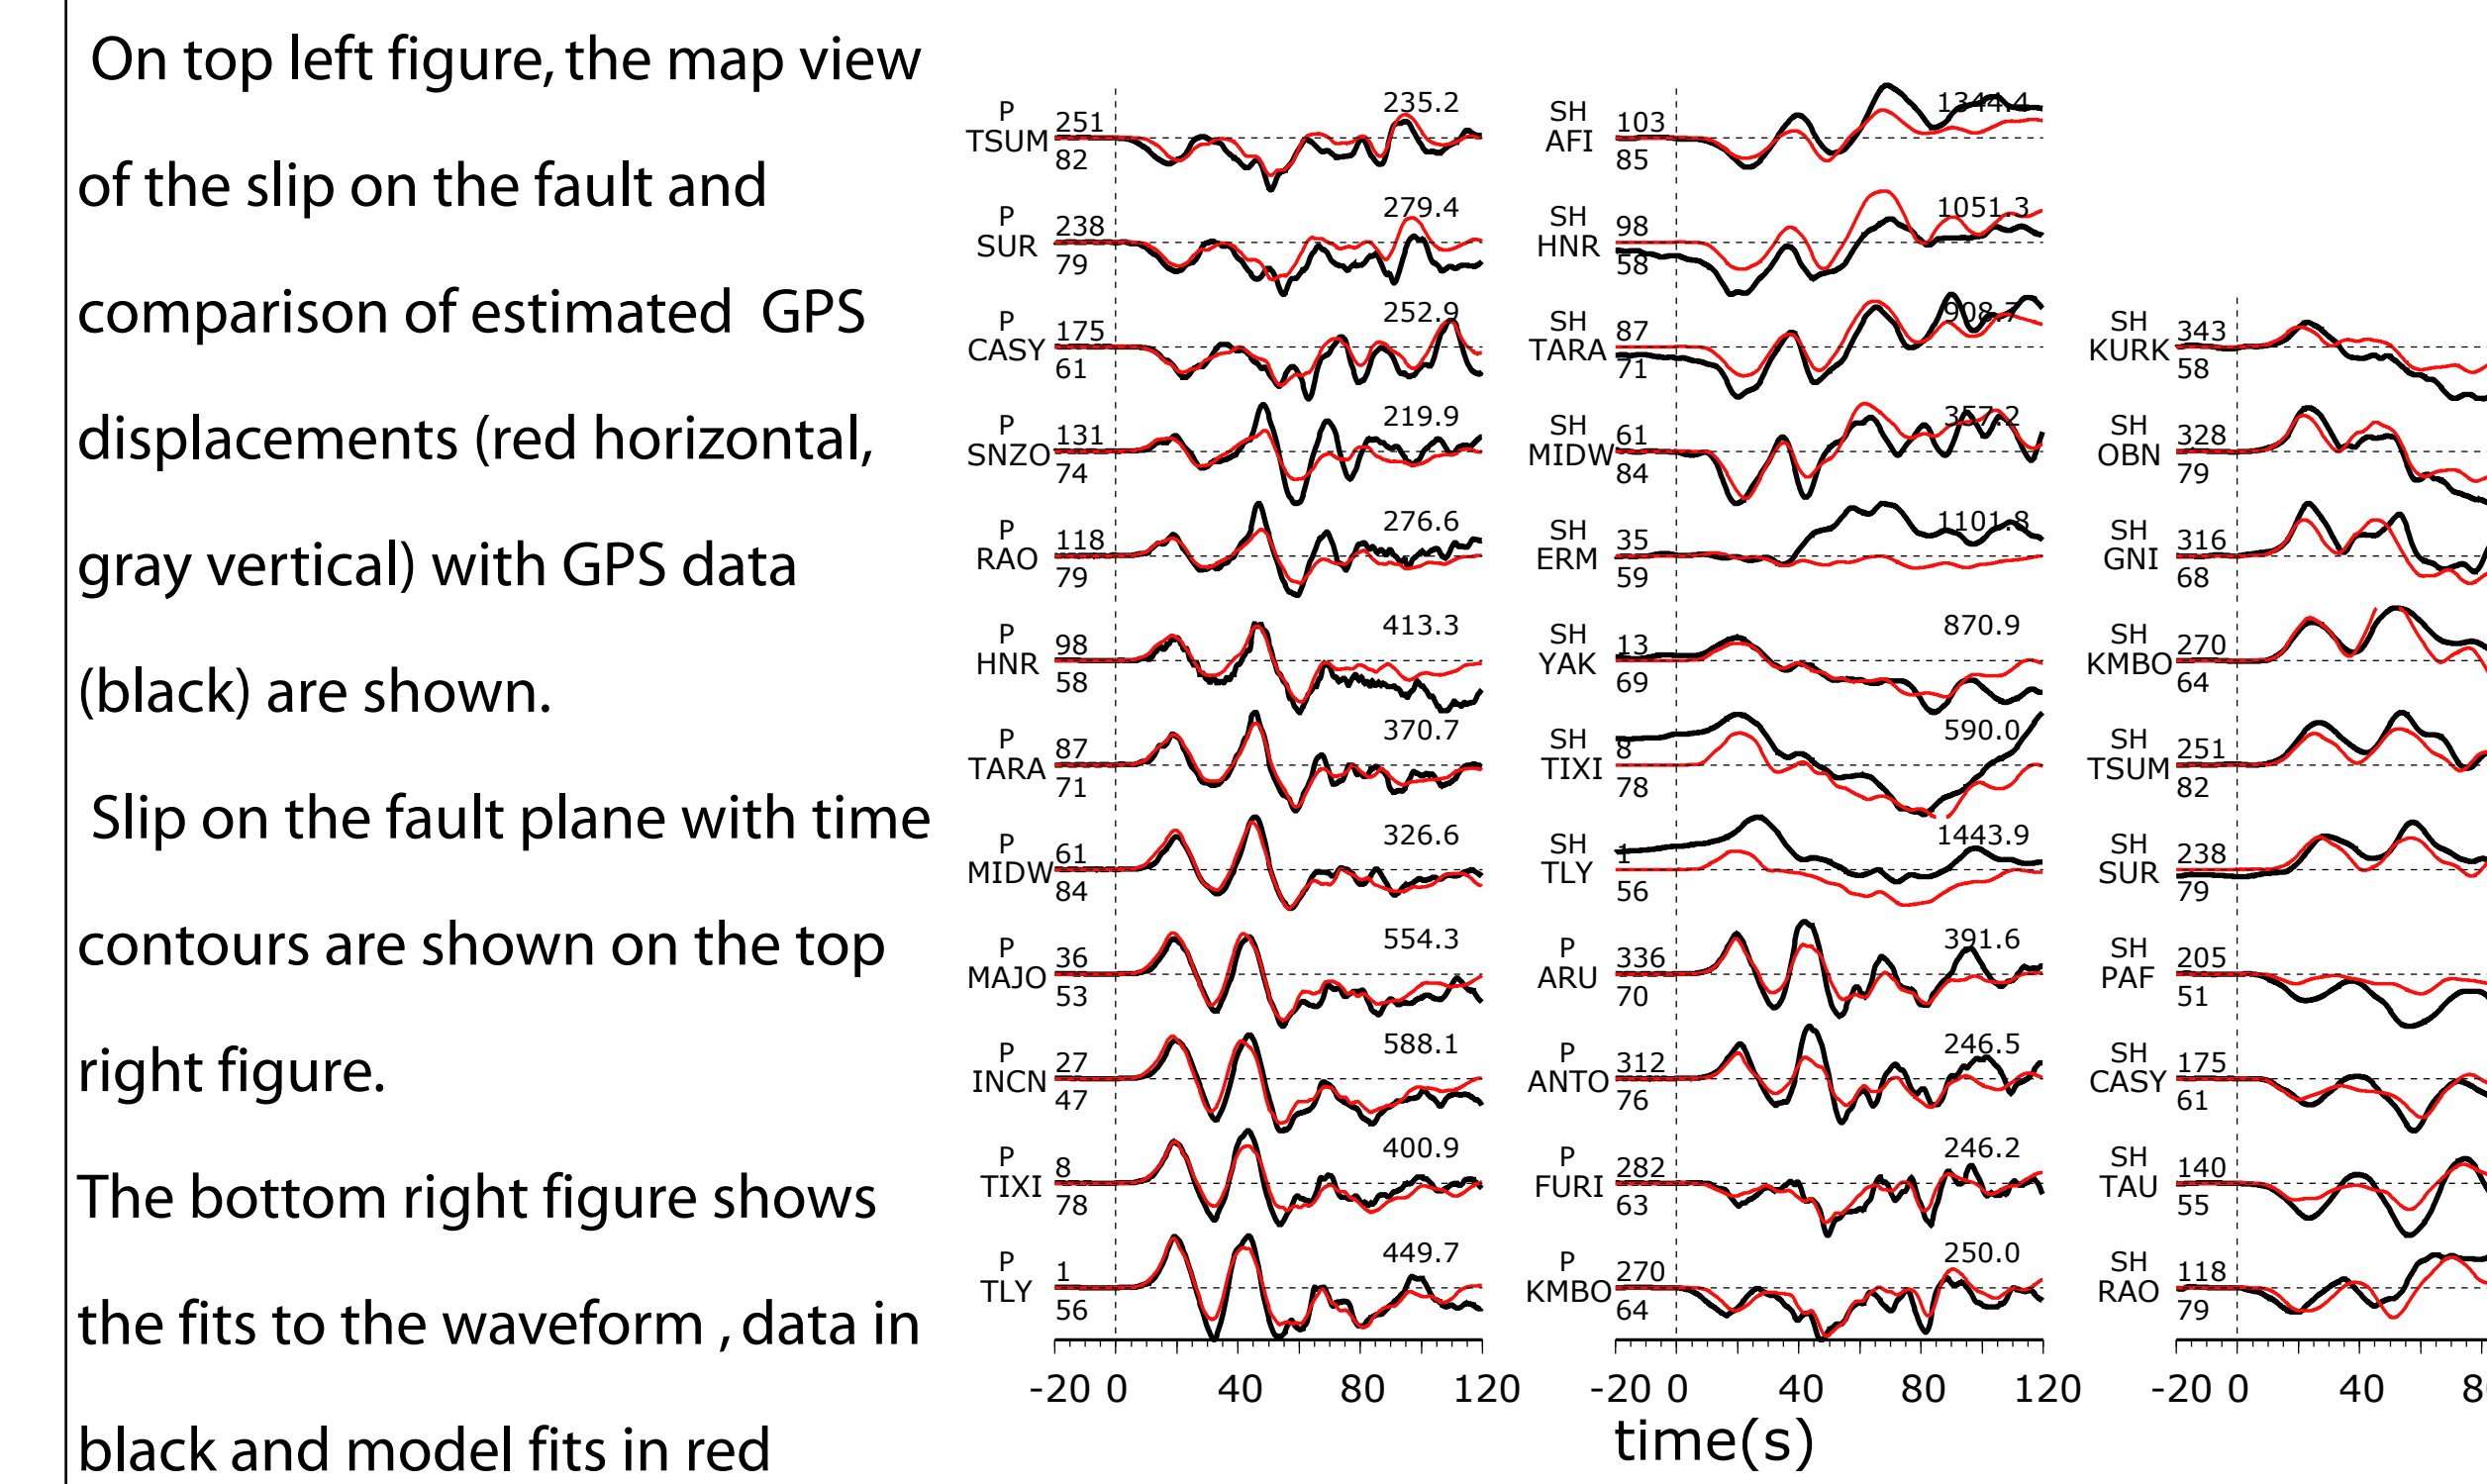 On top left figure, the map view
of the slip on the fault and
comparison of estimated  GPS
displacements (red horizontal,
gray vertical) with GPS data
(black) are shown.
Slip on the fault plane with time
contours are shown on the top
right figure.
The bottom right figure shows
the fits to the waveform , data in
black and model fits in red
P
TSUM 251 82 235.2
P
SUR 238 79 279.4
P
CASY 175 61 252.9
P
SNZO 131 74 219.9
P
RAO 118 79 276.6
P
HNR 98 58 413.3
P
TARA 87 71 370.7
P
MIDW 61 84 326.6
P
MAJO 36 53 554.3
P
INCN 27 47 588.1
P
TIXI 8 78 400.9
P
TLY 1 56 449.7
-20 0 40 80 120
SH
AFI 103 85 1344.4
SH
HNR 98 58 1051.3
SH
TARA 87 71 908.7
SH
MIDW 61 84 357.2
SH
ERM 35 59 1101.8
SH
YAK 13 69 870.9
SH
TIXI 8 78 590.0
SH
TLY 1 56 1443.9
P
ARU 336 70 391.6
P
ANTO 312 76 246.5
P
FURI 282 63 246.2
P
KMBO 270 64 250.0
-20 0 40 80 120
time(s)
SH
KURK 343 58
SH
OBN 328 79
SH
GNI 316 68
SH
KMBO 270 64
SH
TSUM 251 82
SH
SUR 238 79
SH
PAF 205 51
SH
CASY 175 61
SH
TAU 140 55
SH
RAO 118 79
-20 0 40